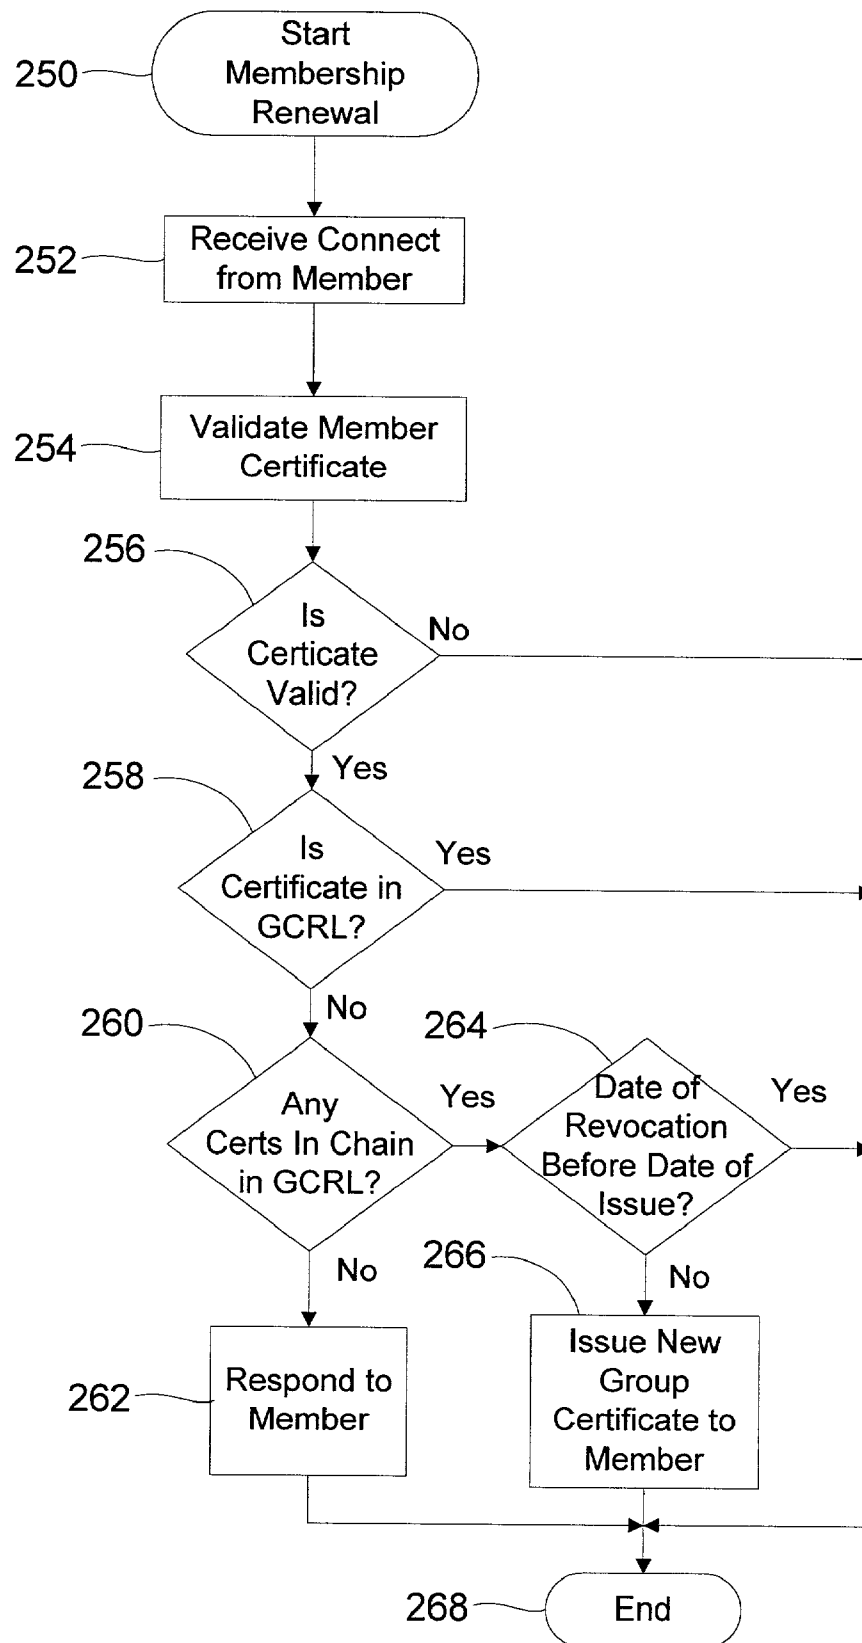 Start
Membership
Renewal
250
Receive Connect
from Member
252
Validate Member
Certificate
254
256
Is
Certicate
Valid?
No
Yes
258
Is
Certificate in
GCRL?
Yes
No
260
Any
Certs In Chain
in GCRL?
Yes
264
Date of
Revocation
Before Date of
Issue?
Yes
No
No
262
Respond to
Member
266
Issue New
Group
Certificate to
Member
268
End